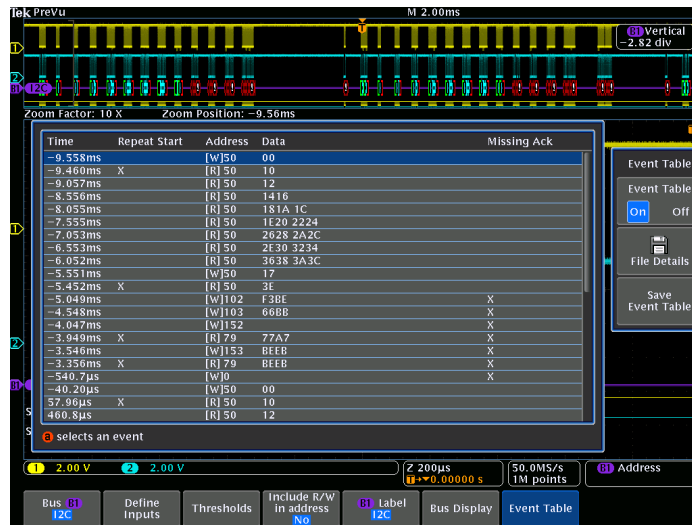 Tek PreVu M 2.00ms
T
B1 Vertical
−2.82 div
1
2
B1 I2C
Zoom Factor: 10 X Zoom Position: −9.56ms
Time Repeat Start Address Data Missing Ack
−9.558ms [W]50 00
−9.460ms X [R] 50 10
−9.057ms [R] 50 12
−8.556ms [R] 50 1416
−8.055ms [R] 50 181A 1C
−7.555ms [R] 50 1E20 2224
−7.053ms [R] 50 2628 2A2C
−6.553ms [R] 50 2E30 3234
−6.052ms [R] 50 3638 3A3C
−5.551ms [W]50 17
−5.452ms X [R] 50 3E
−5.049ms [W]102 F3BE X
−4.548ms [W]103 66BB X
−4.047ms [W]152 X
−3.949ms X [R] 79 77A7 X
−3.546ms [W]153 BEEB X
−3.356ms X [R] 79 BEEB X
−540.7µs [W]0 X
−40.20µs [W]50 00
57.96µs X [R] 50 10
460.8µs [R] 50 12
a selects an event
Event Table
Event Table
On Off
File Details
Save
Event Table
1
2
B1
S
S
1 2.00 V 2 2.00 V
Z 200µs
T→▼0.00000 s
50.0MS/s
1M points
B1 Address
Bus B1
I2C
Define
Inputs
Thresholds
Include R/W
in address
No
B1 Label
I2C
Bus Display
Event Table